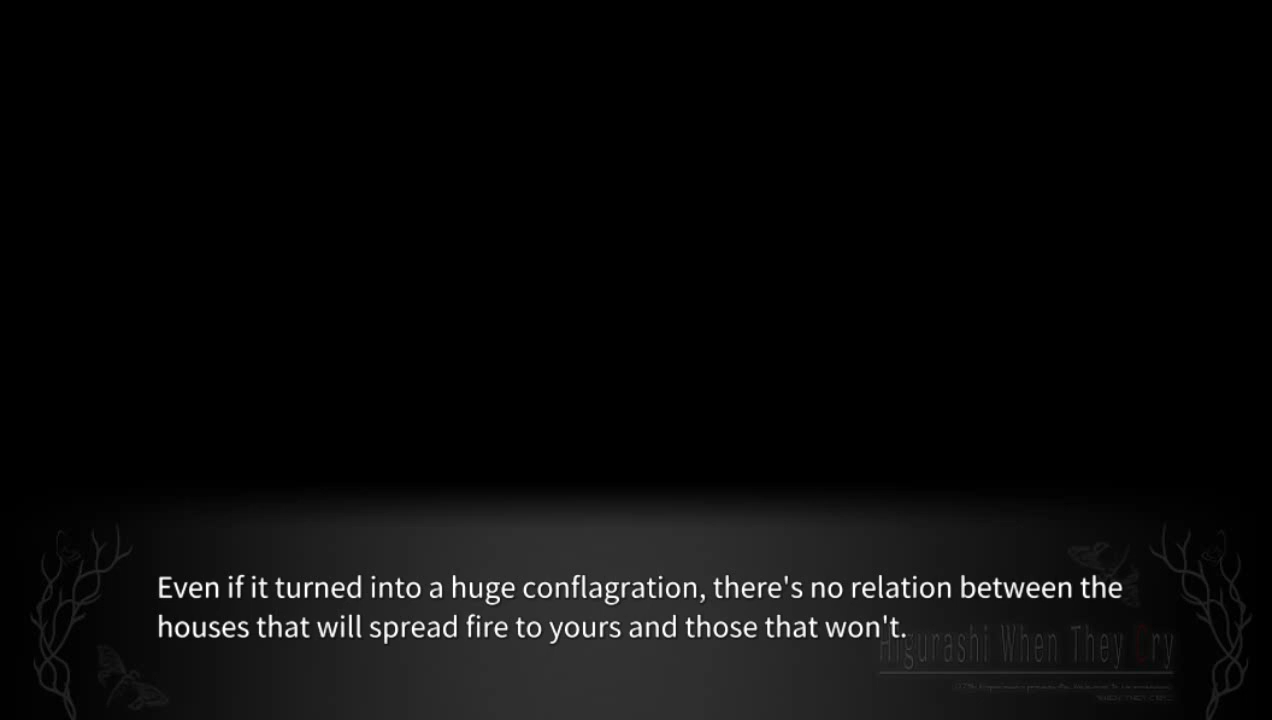 Even if it turned into a huge conflagration, there's no relation between the
houses that will spread fire to yours and those that won't.
Higurashi When They Cry